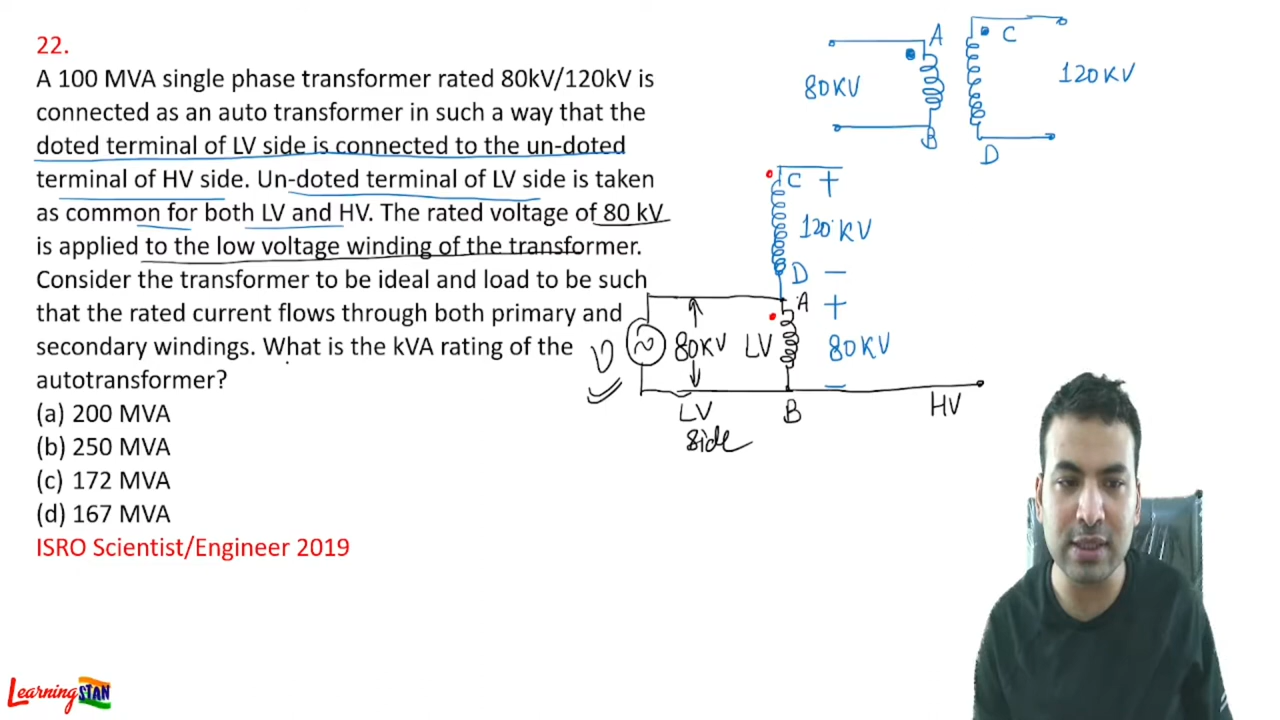 22.
A 100 MVA single phase transformer rated 80kV/120kV is
connected as an auto transformer in such a way that the
doted terminal of LV side is connected to the un-doted
terminal of HV side. Un-doted terminal of LV side is taken
as common for both LV and HV. The rated voltage of 80 kV
is applied to the low voltage winding of the transformer.
Consider the transformer to be ideal and load to be such
that the rated current flows through both primary and
secondary windings. What is the kVA rating of the
autotransformer?
(a) 200 MVA
(b) 250 MVA
(c) 172 MVA
(d) 167 MVA
ISRO Scientist/Engineer 2019
A
C
80KV
120KV
B
D
C +
120KV
D -
A +
V
80KV
LV
80KV
-
LV
side
B
HV
LearningSTAN